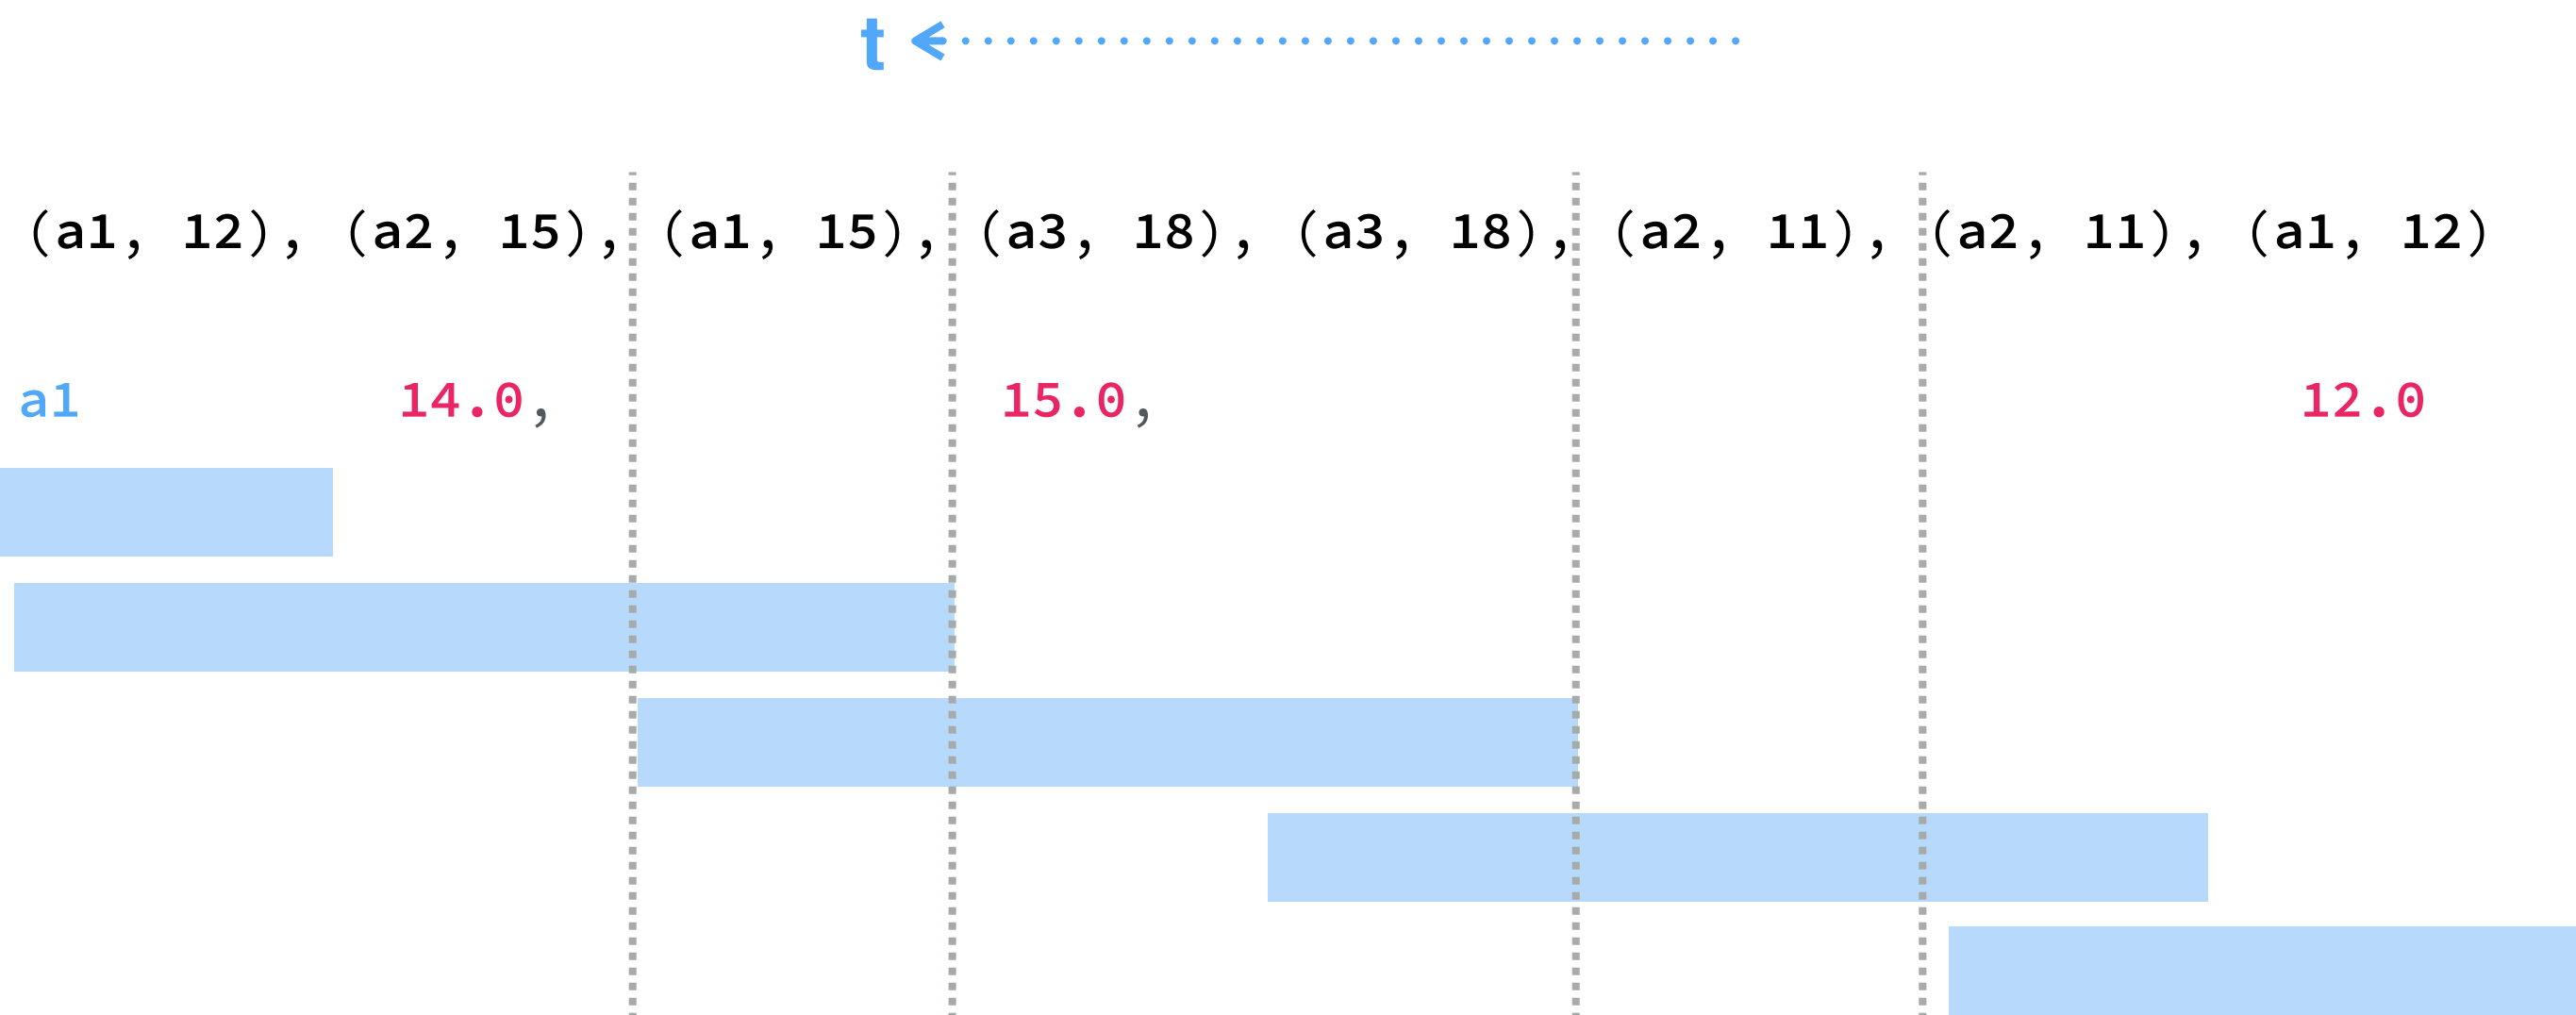 t
(a1, 12), (a2, 15), (a1, 15), (a3, 18), (a3, 18), (a2, 11), (a2, 11), (a1, 12)
a1 14.0, 15.0, 12.0